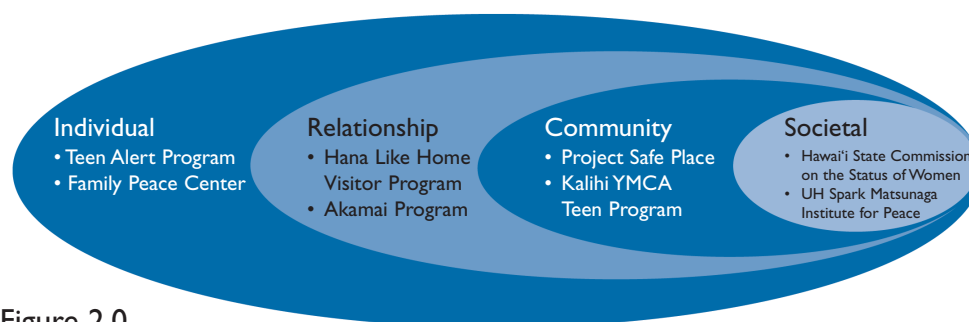 Individual
• Teen Alert Program
• Family Peace Center
Relationship
• Hana Like Home
Visitor Program
• Akamai Program
Community
• Project Safe Place
• Kalihi YMCA
Teen Program
Societal
• Hawai‘i State Commission
on the Status of Women
• UH Spark Matsunaga
Institute for Peace
Figure 2.0